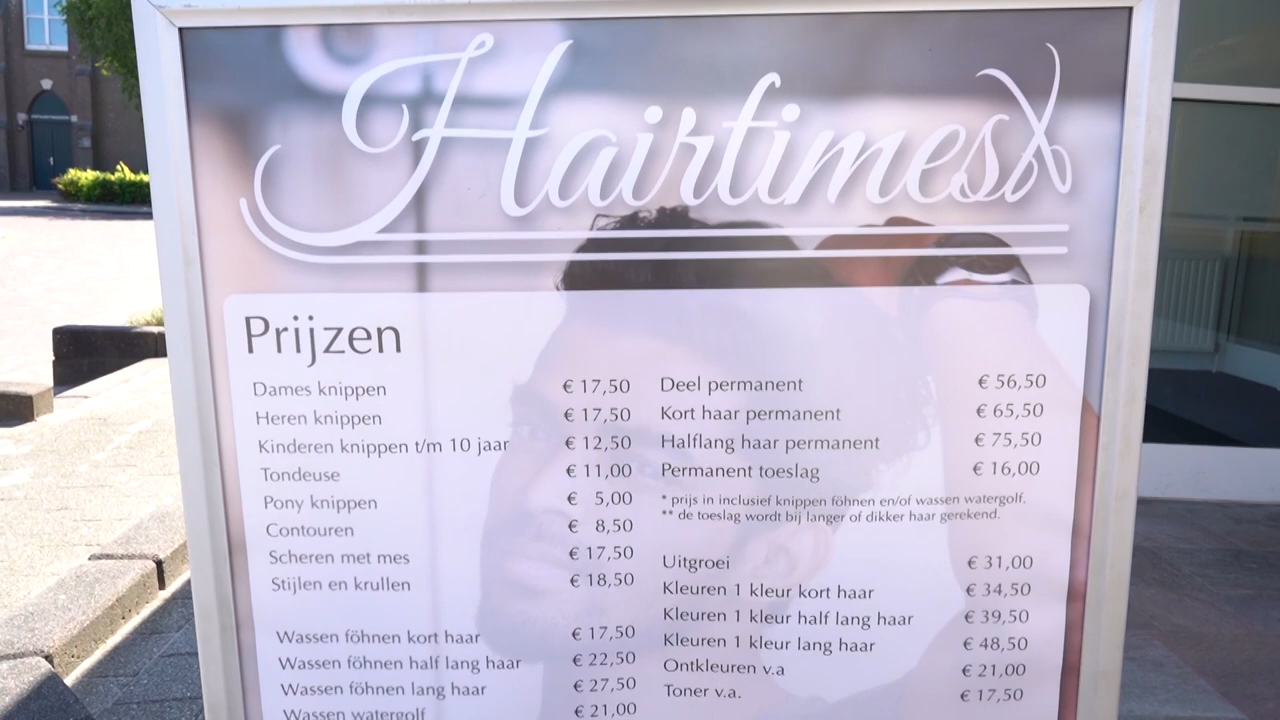 Hairtimes
Prijzen
Dames knippen € 17,50
Heren knippen € 17,50
Kinderen knippen t/m 10 jaar € 12,50
Tondeuse € 11,00
Pony knippen € 5,00
Contouren € 8,50
Scheren met mes € 17,50
Stijlen en krullen € 18,50
Wassen föhnen kort haar € 17,50
Wassen föhnen half lang haar € 22,50
Wassen föhnen lang haar € 27,50
Wassen watergolf € 21,00
Deel permanent € 56,50
Kort haar permanent € 65,50
Halflang haar permanent € 75,50
Permanent toeslag € 16,00
* prijs in inclusief knippen föhnen en/of wassen watergolf.
** de toeslag wordt bij langer of dikker haar gerekend.
Uitgroei € 31,00
Kleuren 1 kleur kort haar € 34,50
Kleuren 1 kleur half lang haar € 39,50
Kleuren 1 kleur lang haar € 48,50
Ontkleuren v.a € 21,00
Toner v.a. € 17,50